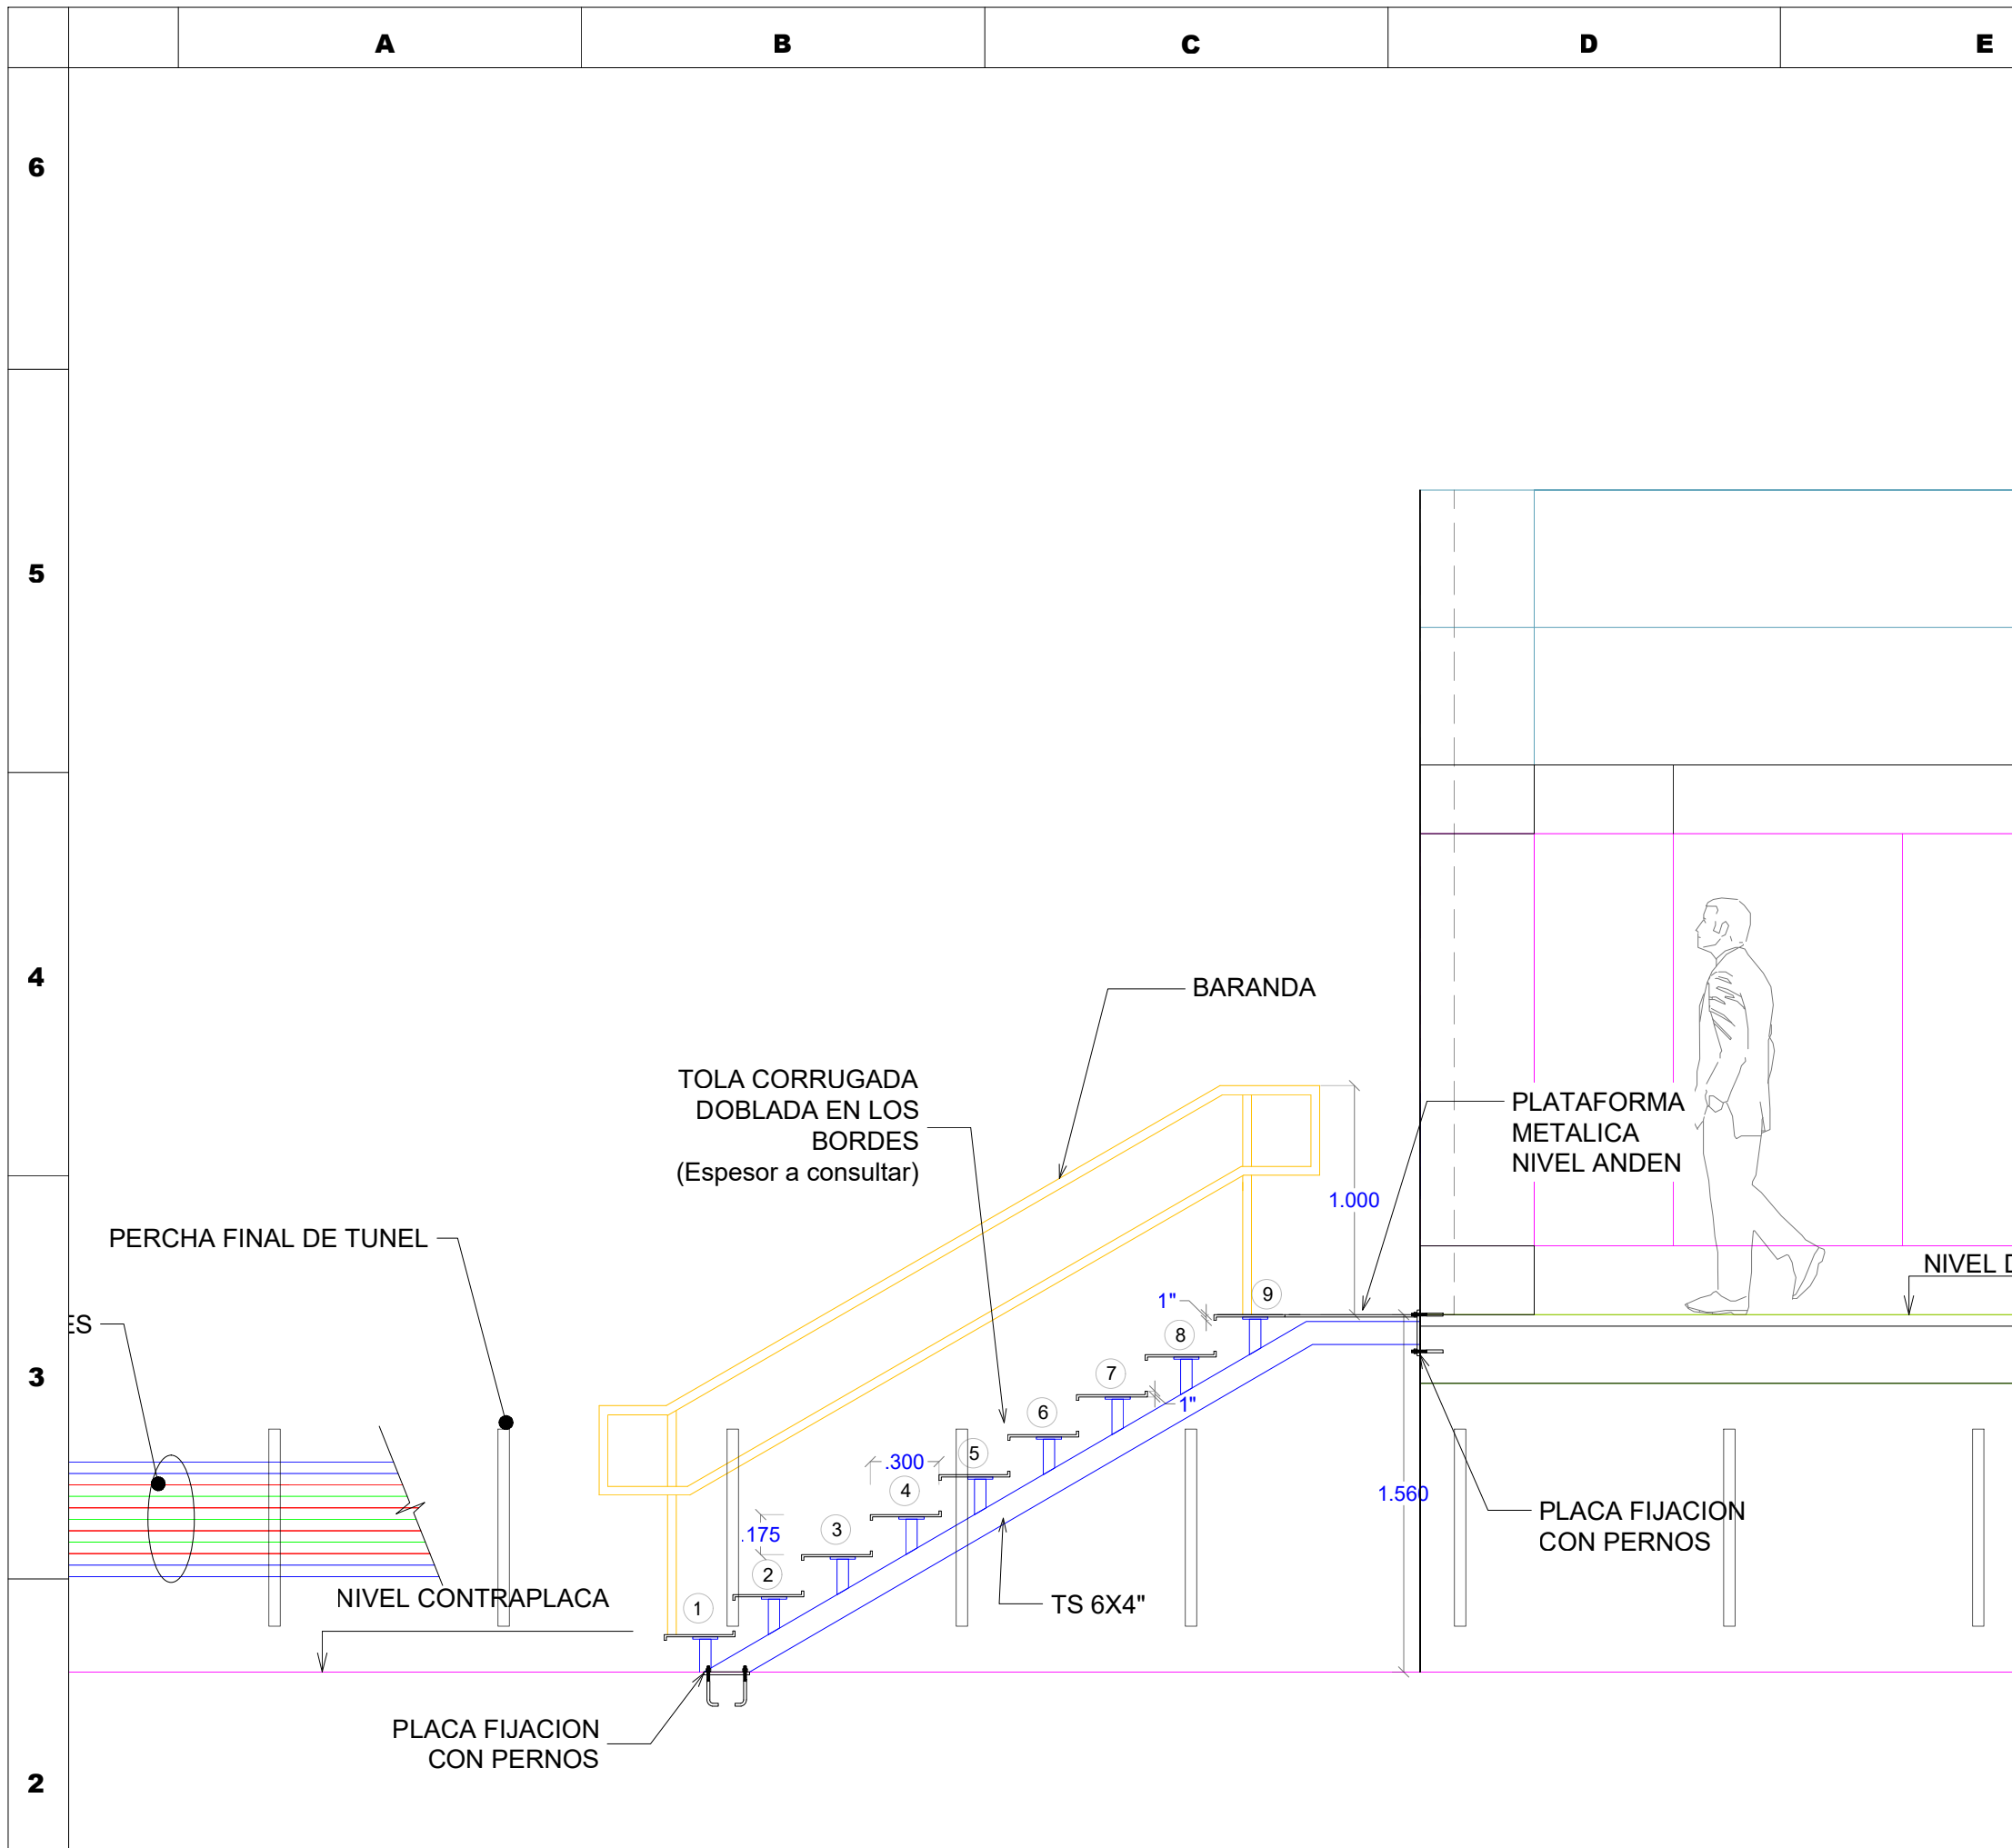 A
B
C
D
E
6
5
4
3
2
BARANDA
TOLA CORRUGADA
DOBLADA EN LOS
BORDES
(Espesor a consultar)
PLATAFORMA
METALICA
NIVEL ANDEN
1.000
PERCHA FINAL DE TUNEL
NIVEL D
ES
1"
9
8
7
1"
6
5
.300
4
1.560
3
.175
2
1
PLACA FIJACION
CON PERNOS
NIVEL CONTRAPLACA
TS 6X4"
PLACA FIJACION
CON PERNOS